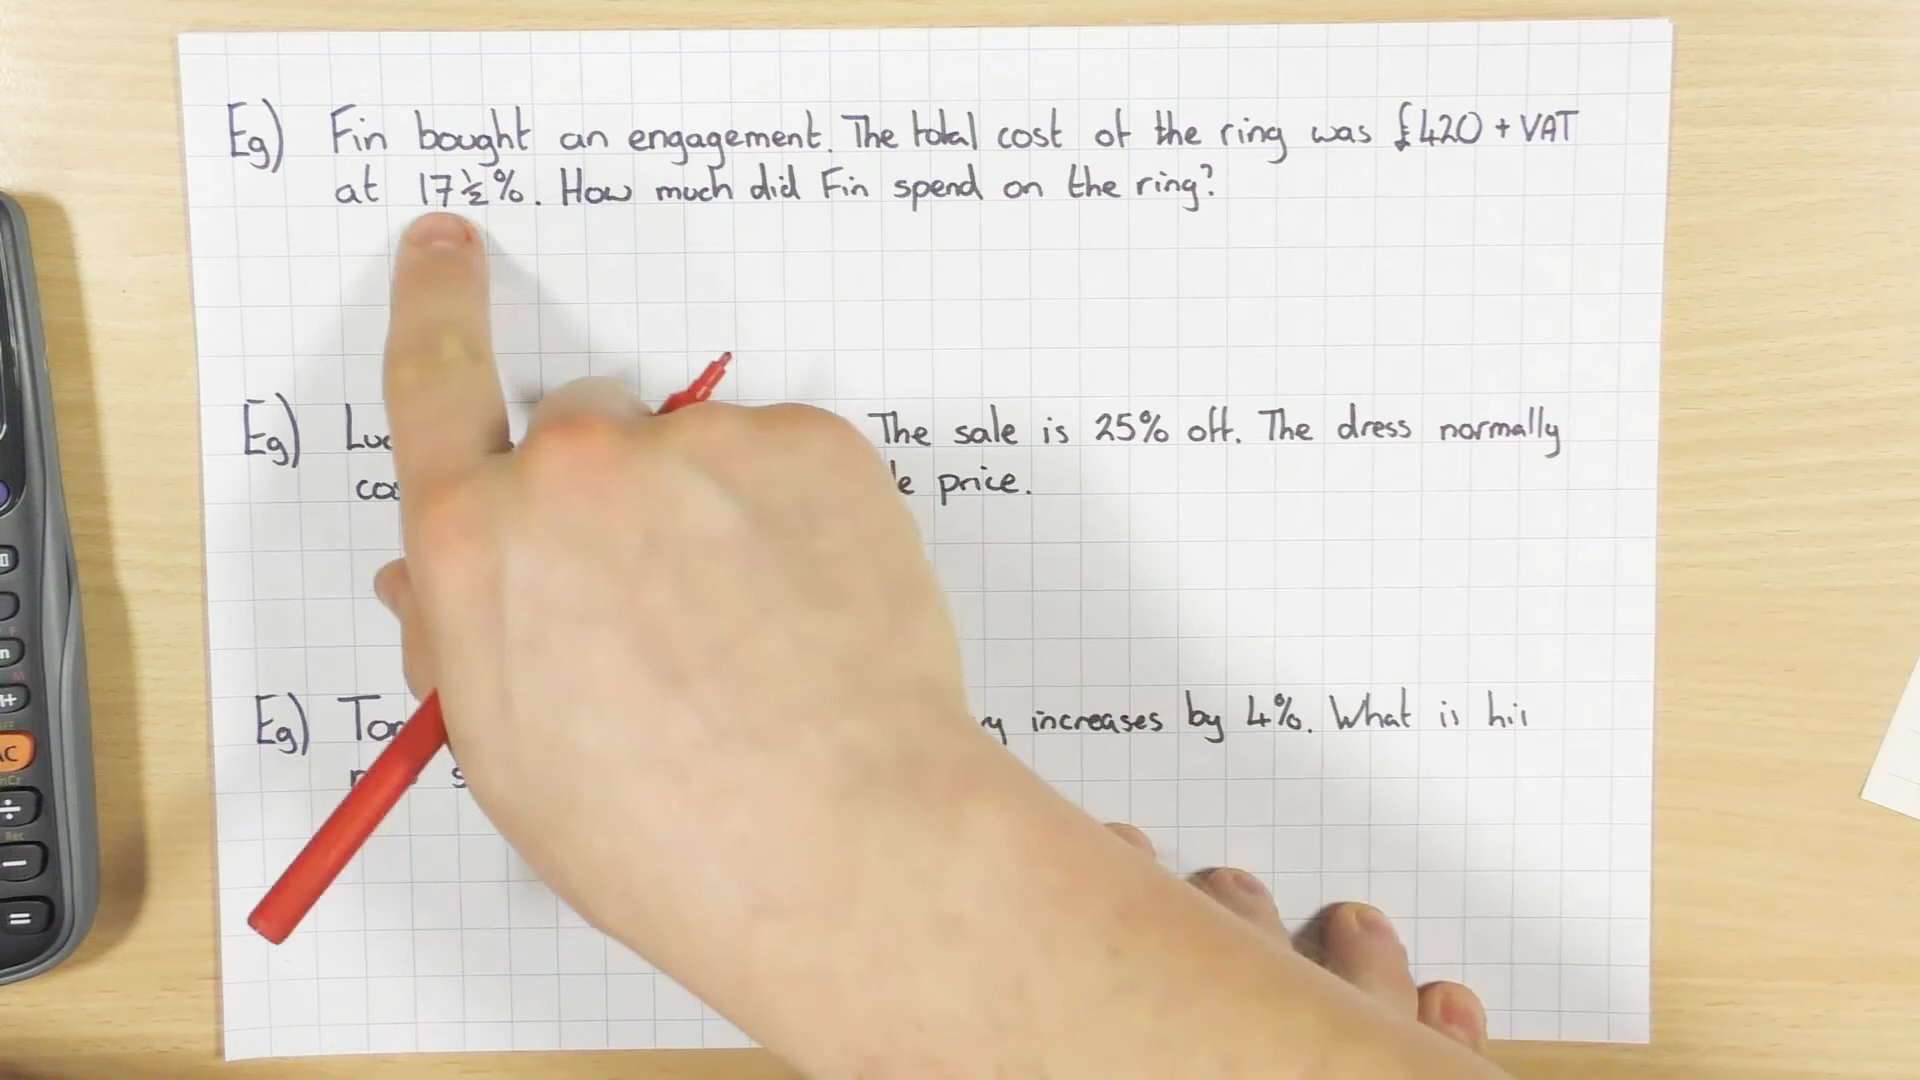 Eg) Fin bought an engagement. The total cost of the ring was £420 + VAT
at 17½%. How much did Fin spend on the ring?
Eg) The sale is 25% off. The dress normally
price.
Eg) increases by 4%. What is his
AC
÷
−
=